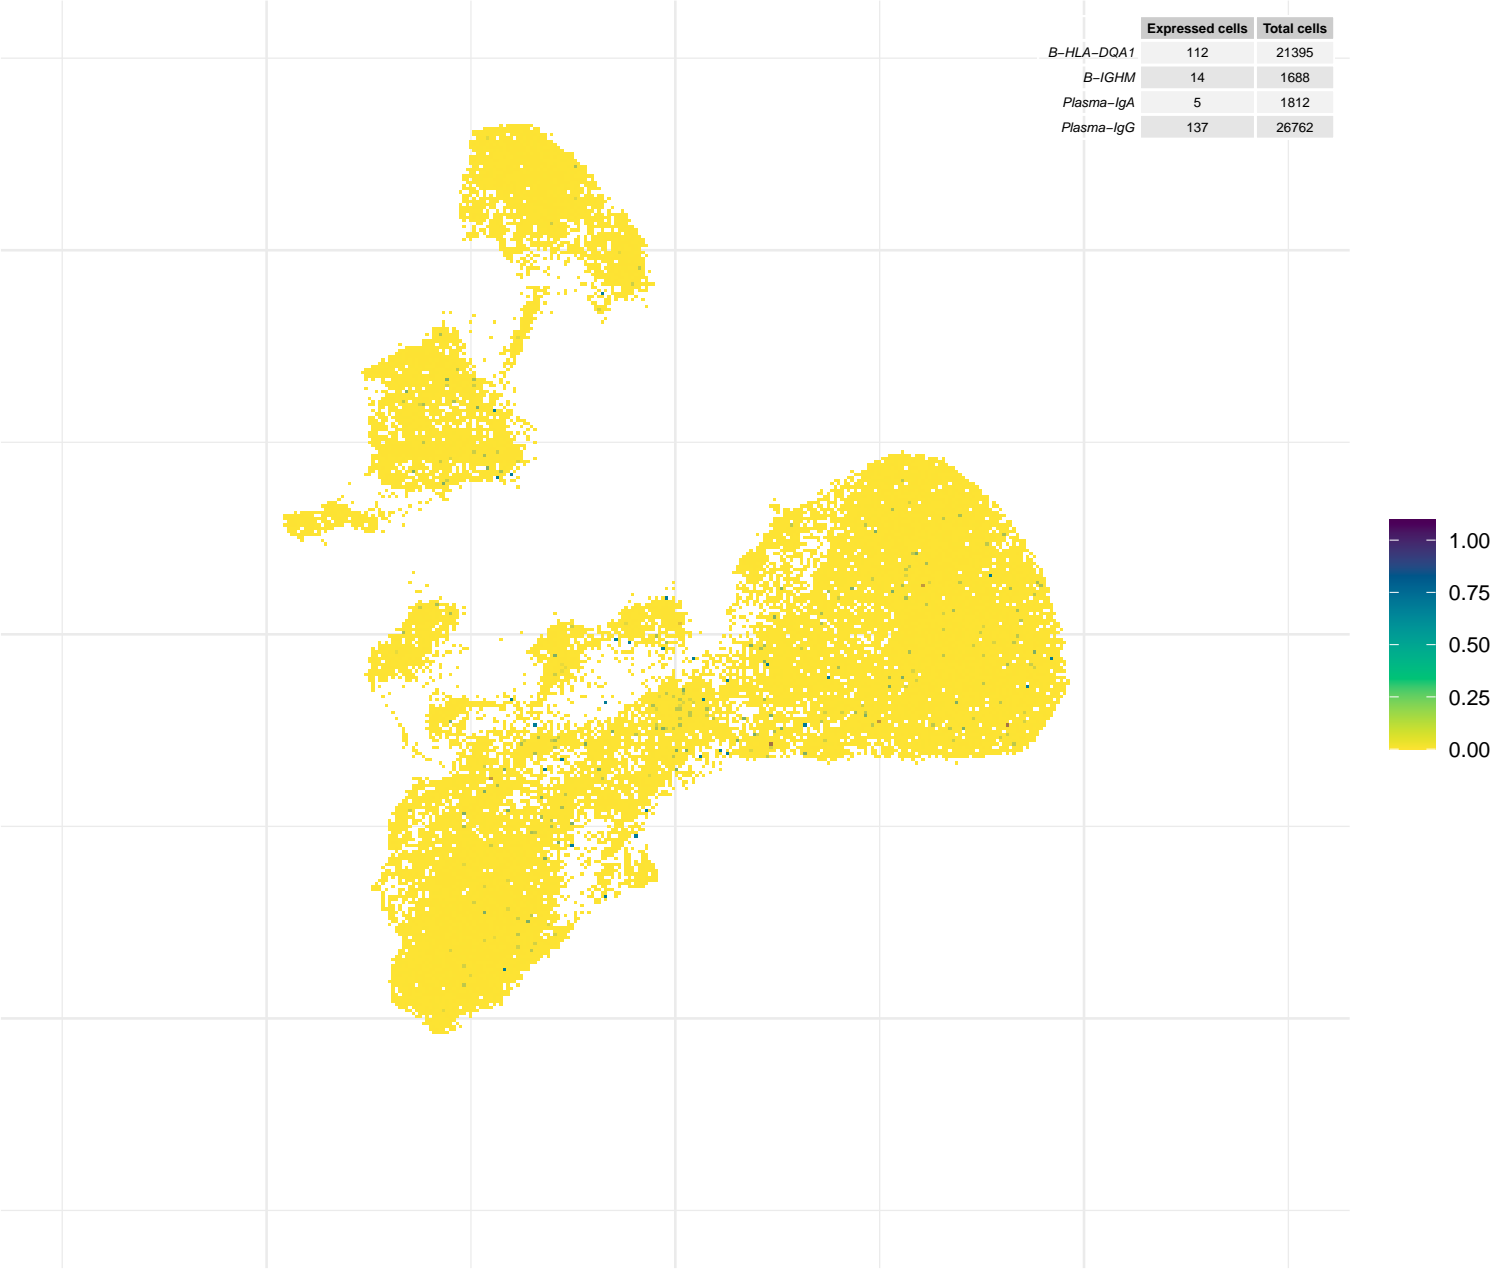 Expressed cells Total cells
B−HLA−DQA1 112 21395
B−IGHM 14 1688
Plasma−IgA 5 1812
Plasma−IgG 137 26762
1.00
0.75
0.50
0.25
0.00